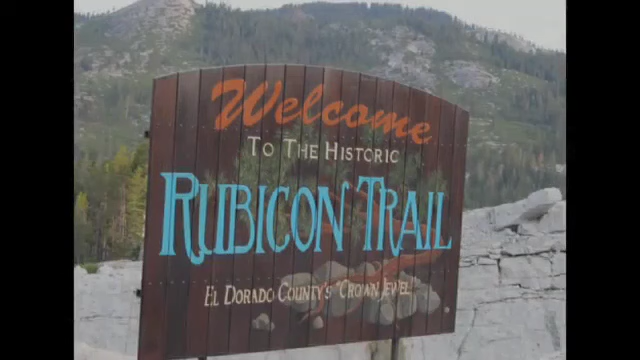 Welcome
To The Historic
Rubicon Trail
El Dorado County's "Crown Jewel"